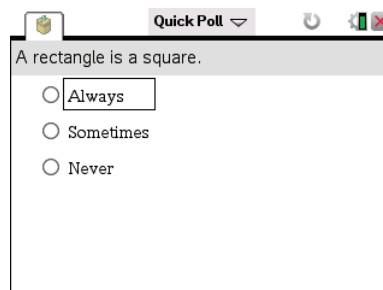 Quick Poll
A rectangle is a square.
Always
Sometimes
Never